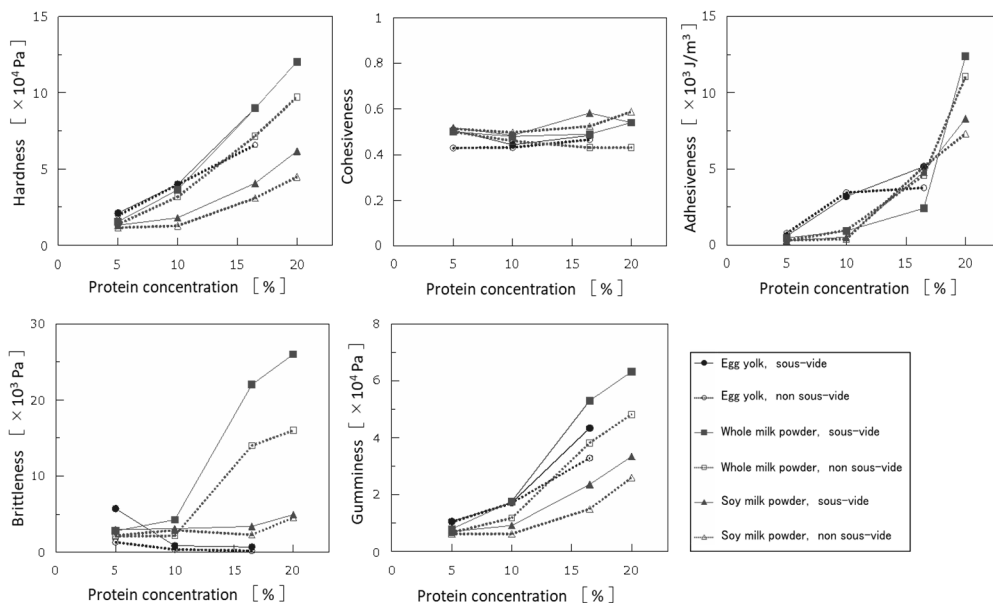 15
10
5
0
Hardness [ ×10⁴ Pa]
0 5 10 15 20
Protein concentration [ % ]
1
0.8
0.6
0.4
0.2
0
Cohesiveness
0 5 10 15 20
Protein concentration [ % ]
15
10
5
0
Adhesiveness [ ×10³ J/m³]
0 5 10 15 20
Protein concentration [ % ]
30
20
10
0
Brittleness [ ×10³ Pa]
0 5 10 15 20
Protein concentration [ % ]
8
6
4
2
0
Gumminess [ ×10⁴ Pa]
0 5 10 15 20
Protein concentration [ % ]
Egg yolk, sous-vide
Egg yolk, non sous-vide
Whole milk powder, sous-vide
Whole milk powder, non sous-vide
Soy milk powder, sous-vide
Soy milk powder, non sous-vide